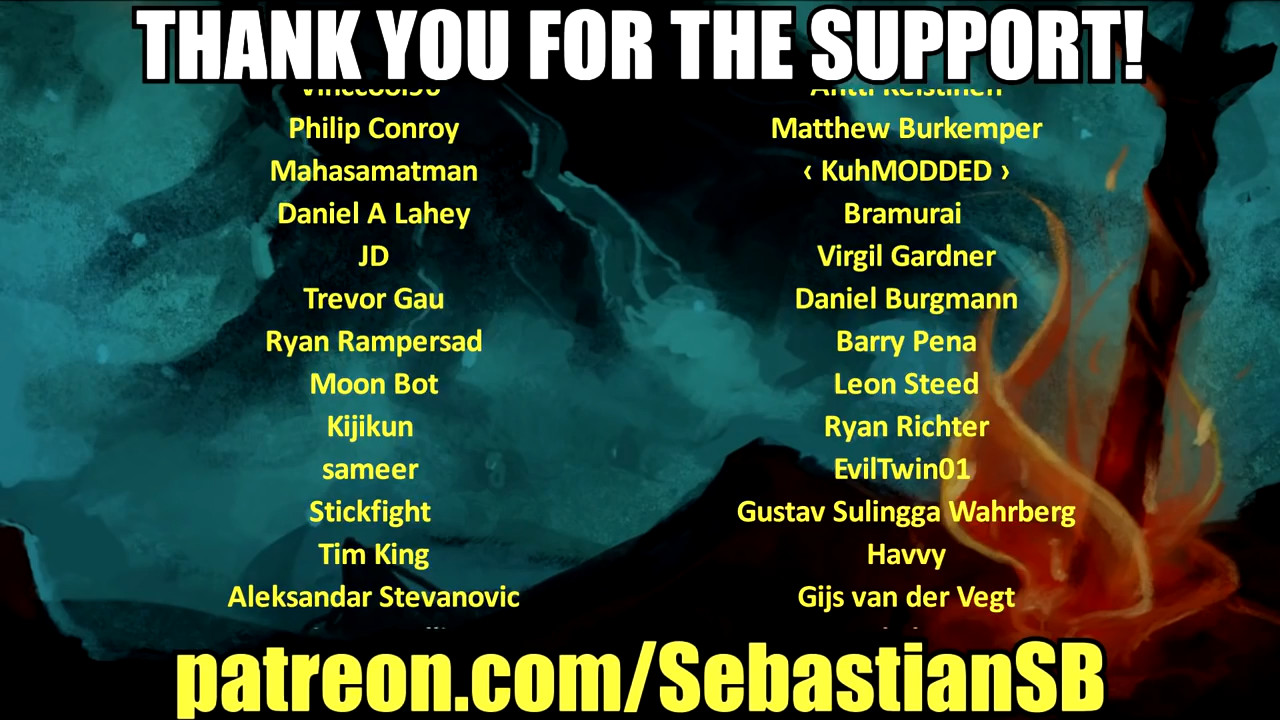 THANK YOU FOR THE SUPPORT!
Philip Conroy
Mahasamatman
Daniel A Lahey
JD
Trevor Gau
Ryan Rampersad
Moon Bot
Kijikun
sameer
Stickfight
Tim King
Aleksandar Stevanovic
Matthew Burkemper
‹ KuhMODDED ›
Bramurai
Virgil Gardner
Daniel Burgmann
Barry Pena
Leon Steed
Ryan Richter
EvilTwin01
Gustav Sulingga Wahrberg
Havvy
Gijs van der Vegt
patreon.com/SebastianSB